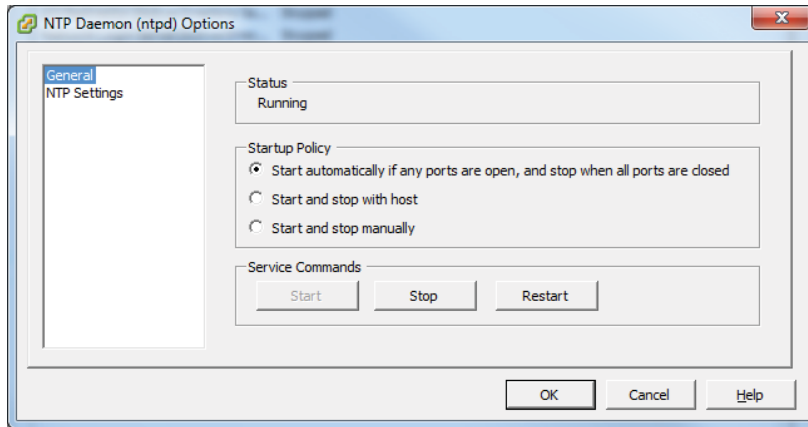 NTP Daemon (ntpd) Options
General
NTP Settings
Status
Running
Startup Policy
Start automatically if any ports are open, and stop when all ports are closed
Start and stop with host
Start and stop manually
Service Commands
Start
Stop
Restart
OK
Cancel
Help